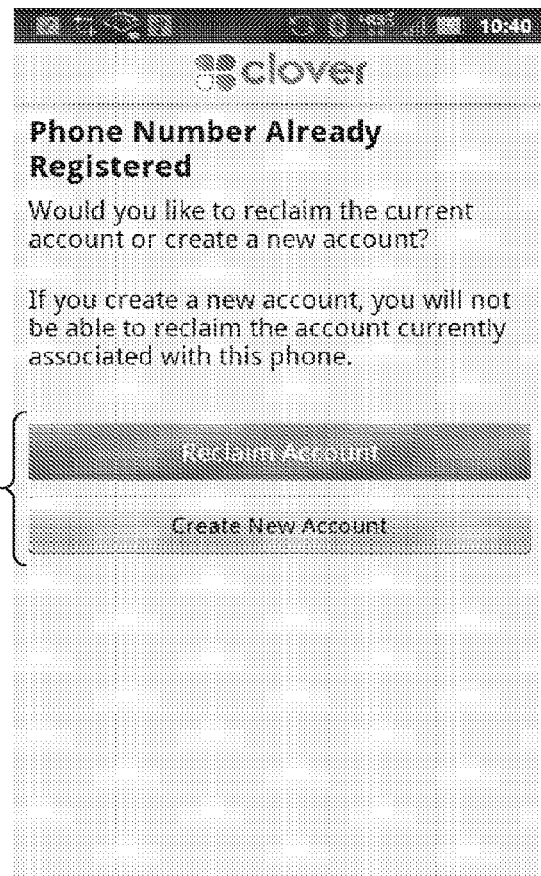 10:40
clover
Phone Number Already
Registered
Would you like to reclaim the current
account or create a new account?
If you create a new account, you will not
be able to reclaim the account currently
associated with this phone.
Reclaim Account
Create New Account